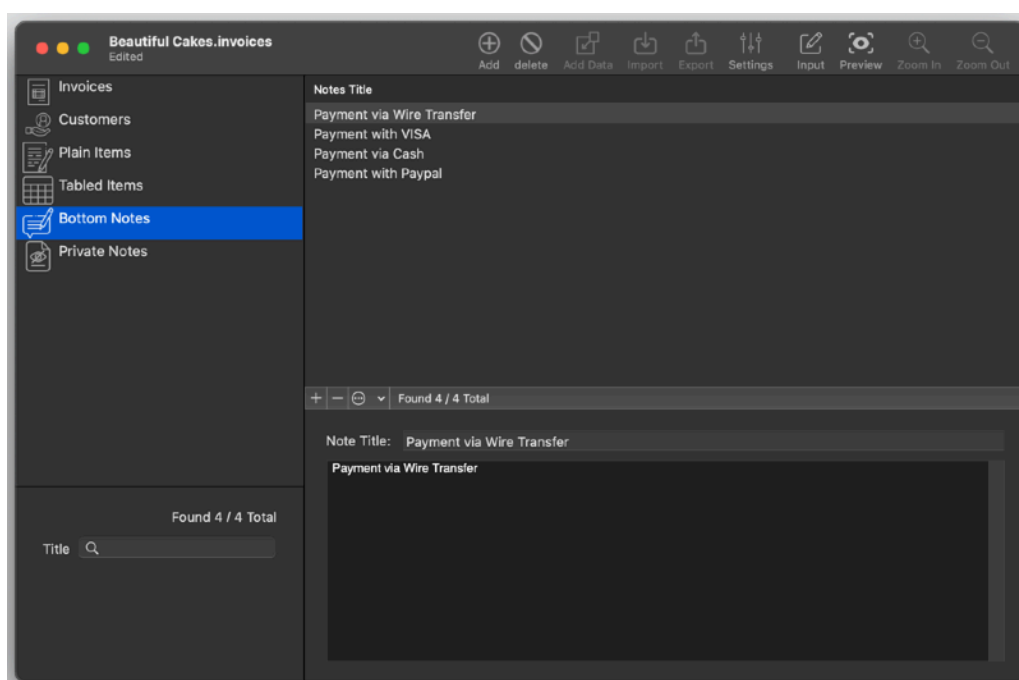 Beautiful Cakes.invoices
Edited
Add delete Add Data Import Export Settings Input Preview Zoom In Zoom Out
Invoices
Customers
Plain Items
Tabled Items
Bottom Notes
Private Notes
Notes Title
Payment via Wire Transfer
Payment with VISA
Payment via Cash
Payment with Paypal
Found 4 / 4 Total
Note Title: Payment via Wire Transfer
Payment via Wire Transfer
Found 4 / 4 Total
Title